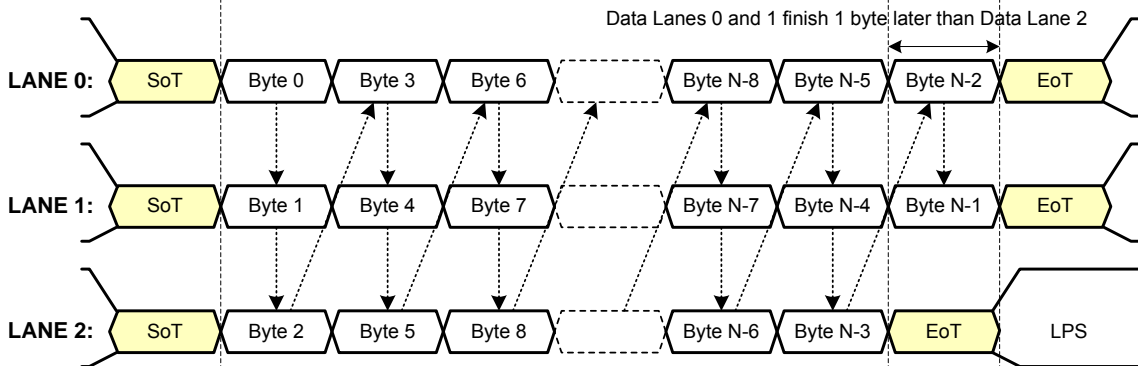 Data Lanes 0 and 1 finish 1 byte later than Data Lane 2
LANE 0: SoT Byte 0 Byte 3 Byte 6 Byte N-8 Byte N-5 Byte N-2 EoT
LANE 1: SoT Byte 1 Byte 4 Byte 7 Byte N-7 Byte N-4 Byte N-1 EoT
LANE 2: SoT Byte 2 Byte 5 Byte 8 Byte N-6 Byte N-3 EoT LPS